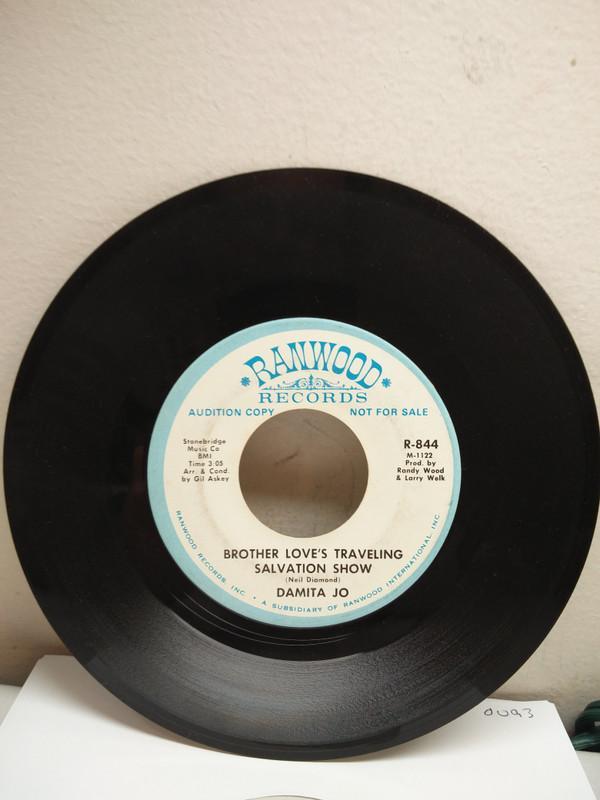 RANWOOD
RECORDS
AUDITION COPY NOT FOR SALE
Stonebridge
Music Co
BMI
Time 3:05
Arr. & Cond.
by Gil Askey
R-844
M-1122
Prod. by
Randy Wood
& Larry Welk
BROTHER LOVE'S TRAVELING
SALVATION SHOW
(Neil Diamond)
DAMITA JO
RANWOOD RECORDS, INC. • A SUBSIDIARY OF RANWOOD INTERNATIONAL, INC.
0093